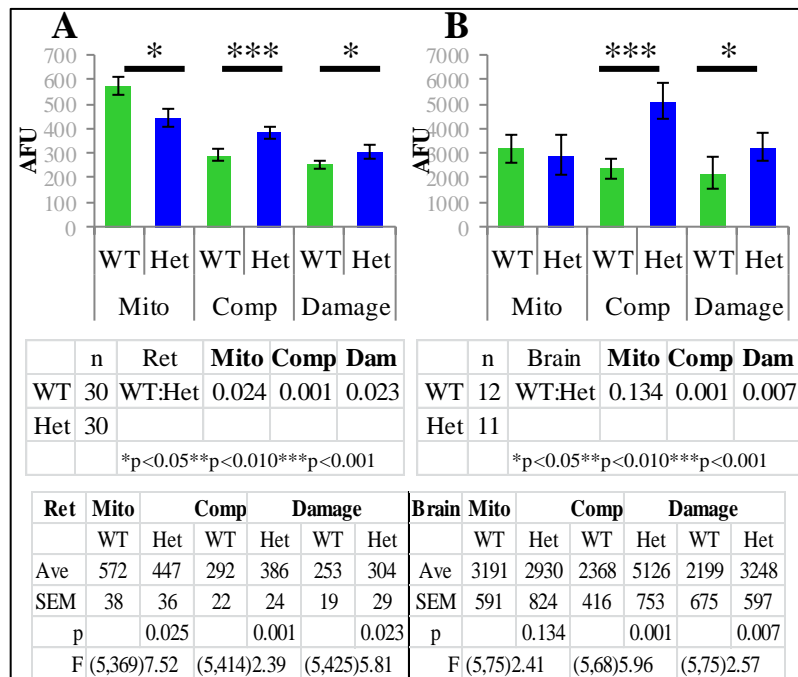 A B
700 600 500 400 300 200 100 0
AFU
* *** *
WT Het WT Het WT Het
Mito Comp Damage
7000 6000 5000 4000 3000 2000 1000 0
AFU
*** *
WT Het WT Het WT Het
Mito Comp Damage
n Ret Mito Comp Dam
WT 30 WT:Het 0.024 0.001 0.023
Het 30
*p<0.05**p<0.010***p<0.001
n Brain Mito Comp Dam
WT 12 WT:Het 0.134 0.001 0.007
Het 11
*p<0.05**p<0.010***p<0.001
Ret Mito Comp Damage
WT Het WT Het WT Het
Ave 572 447 292 386 253 304
SEM 38 36 22 24 19 29
p 0.025 0.001 0.023
F (5,369)7.52 (5,414)2.39 (5,425)5.81
Brain Mito Comp Damage
WT Het WT Het WT Het
Ave 3191 2930 2368 5126 2199 3248
SEM 591 824 416 753 675 597
p 0.134 0.001 0.007
F (5,75)2.41 (5,68)5.96 (5,75)2.57